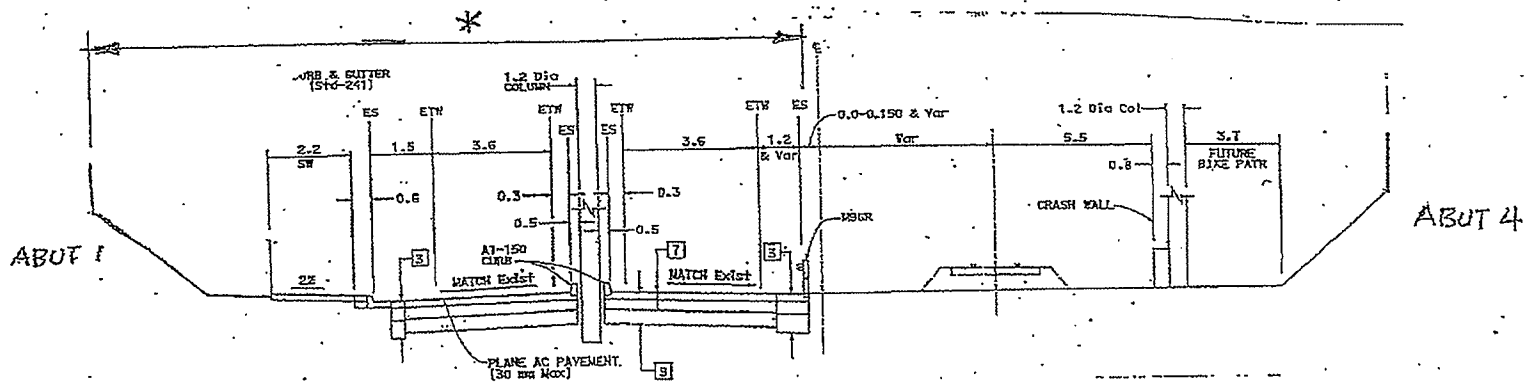 *
URB & GUTTER
(Std-241)
1.2 Dia
COLUMN
ES
ETW
ETW
ES
ES
ETW
ETW
ES
0.0-0.150 & Var
1.2 Dia Col
2.2
SW
1.5
3.6
3.6
1.2
& Var
Var
5.5
3.7
FUTURE
BIKE PATH
0.6
0.3
0.3
0.8
0.5
0.5
CRASH WALL
MBGR
ABUT 1
ABUT 4
AT-150
CURB
3
7
3
2%
MATCH Exist
MATCH Exist
PLANE AC PAVEMENT
(30 mm Max)
9